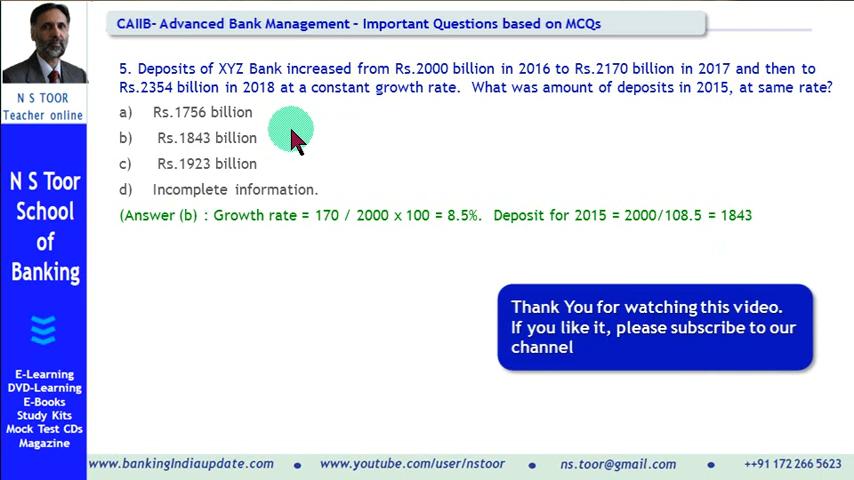 CAIIB- Advanced Bank Management – Important Questions based on MCQs
N S TOOR
Teacher online
N S Toor
School
of
Banking
E-Learning
DVD-Learning
E-Books
Study Kits
Mock Test CDs
Magazine
5. Deposits of XYZ Bank increased from Rs.2000 billion in 2016 to Rs.2170 billion in 2017 and then to
Rs.2354 billion in 2018 at a constant growth rate. What was amount of deposits in 2015, at same rate?
a) Rs.1756 billion
b) Rs.1843 billion
c) Rs.1923 billion
d) Incomplete information.
(Answer (b) : Growth rate = 170 / 2000 x 100 = 8.5%. Deposit for 2015 = 2000/108.5 = 1843
Thank You for watching this video.
If you like it, please subscribe to our
channel
www.bankingIndiaupdate.com ● www.youtube.com/user/nstoor ● ns.toor@gmail.com ● ++91 172 266 5623